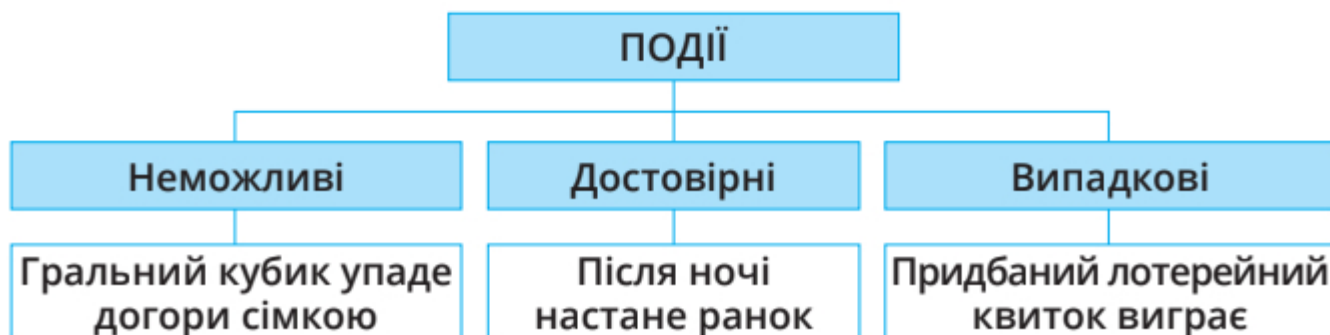 ПОДІЇ
Неможливі
Достовірні
Випадкові
Гральний кубик упаде
догори сімкою
Після ночі
настане ранок
Придбаний лотерейний
квиток виграє